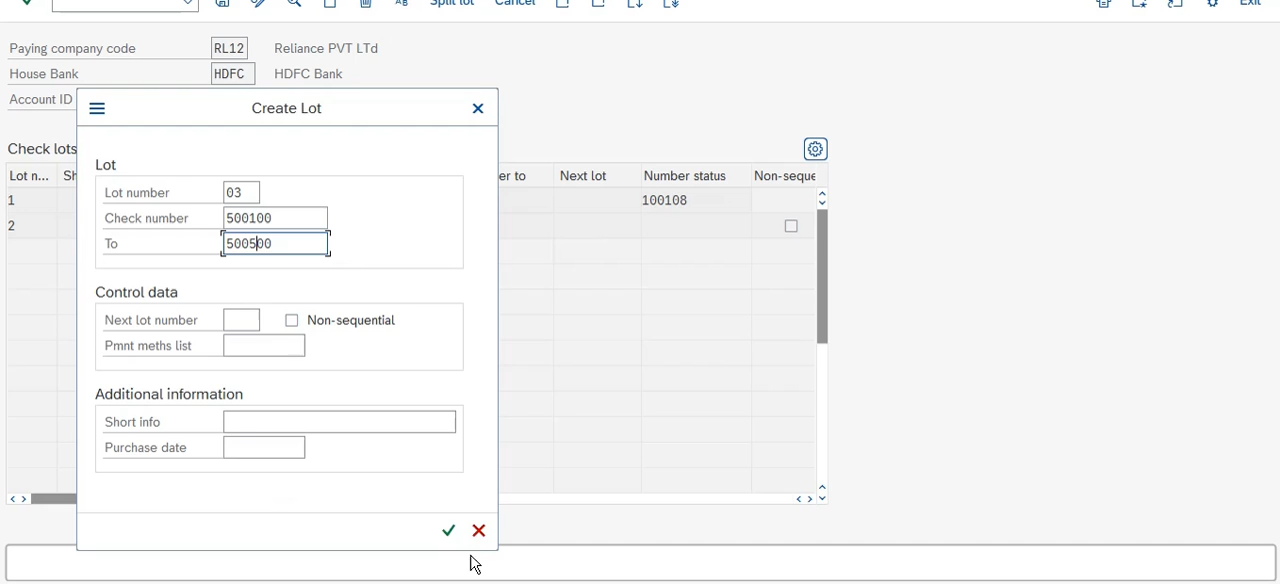 Split lot Cancel Exit
Paying company code RL12 Reliance PVT LTd
House Bank HDFC HDFC Bank
Account ID
Create Lot
Check lots
Lot n... Sh er to Next lot Number status Non-seque
1 100108
2
Lot
Lot number 03
Check number 500100
To 500500
Control data
Next lot number Non-sequential
Pmnt meths list
Additional information
Short info
Purchase date